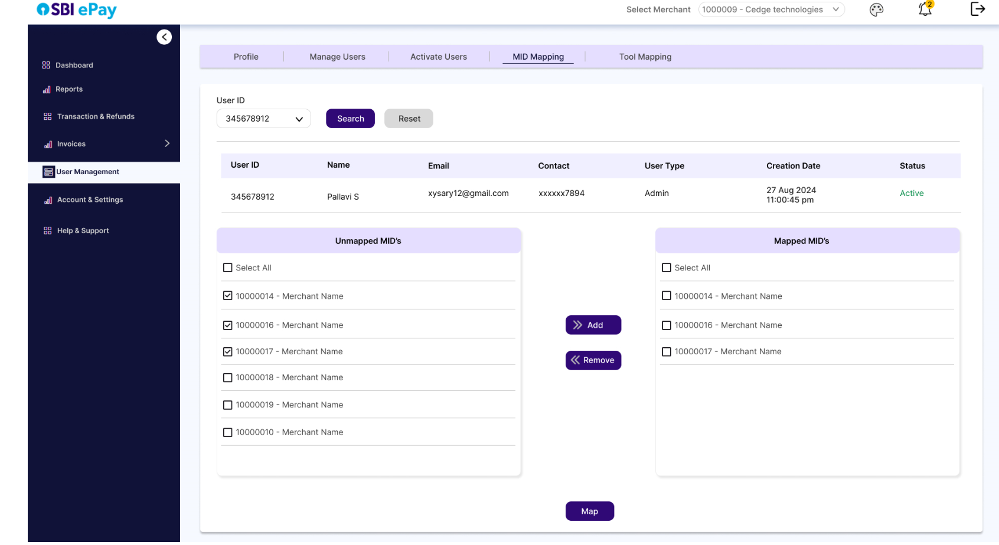 SBI ePay
Select Merchant
1000009 - Cedge technologies
2
Dashboard
Reports
Transaction & Refunds
Invoices
User Management
Account & Settings
Help & Support
Profile
Manage Users
Activate Users
MID Mapping
Tool Mapping
User ID
345678912
Search
Reset
User ID Name Email Contact User Type Creation Date Status
345678912 Pallavi S xysary12@gmail.com xxxxxx7894 Admin 27 Aug 2024 Active
11:00:45 pm
Unmapped MID's
Select All
10000014 - Merchant Name
10000016 - Merchant Name
10000017 - Merchant Name
10000018 - Merchant Name
10000019 - Merchant Name
10000010 - Merchant Name
Add
Remove
Mapped MID's
Select All
10000014 - Merchant Name
10000016 - Merchant Name
10000017 - Merchant Name
Map